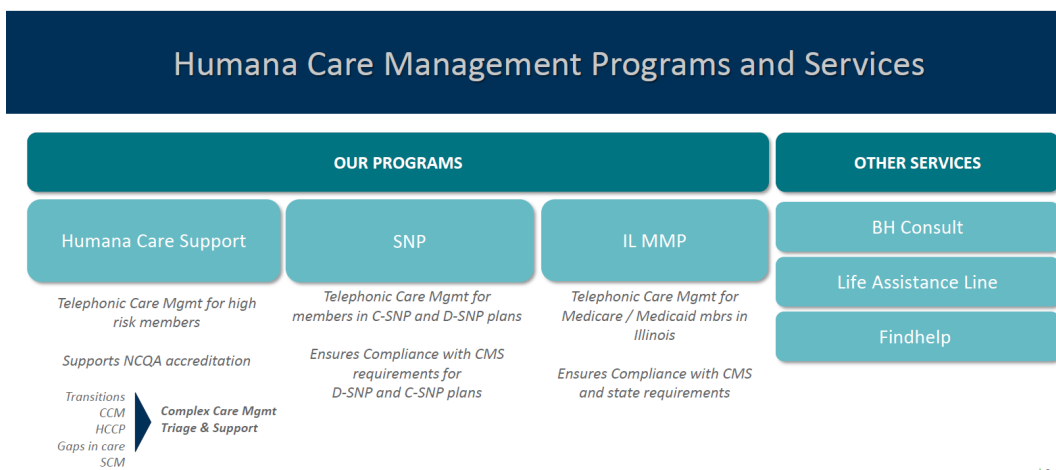 Humana Care Management Programs and Services
OUR PROGRAMS
OTHER SERVICES
Humana Care Support
Telephonic Care Mgmt for high
risk members
Supports NCQA accreditation
Transitions
CCM
HCCP
Gaps in care
SCM
Complex Care Mgmt
Triage & Support
SNP
Telephonic Care Mgmt for
members in C-SNP and D-SNP plans
Ensures Compliance with CMS
requirements for
D-SNP and C-SNP plans
IL MMP
Telephonic Care Mgmt for
Medicare / Medicaid mbrs in
Illinois
Ensures Compliance with CMS
and state requirements
BH Consult
Life Assistance Line
Findhelp